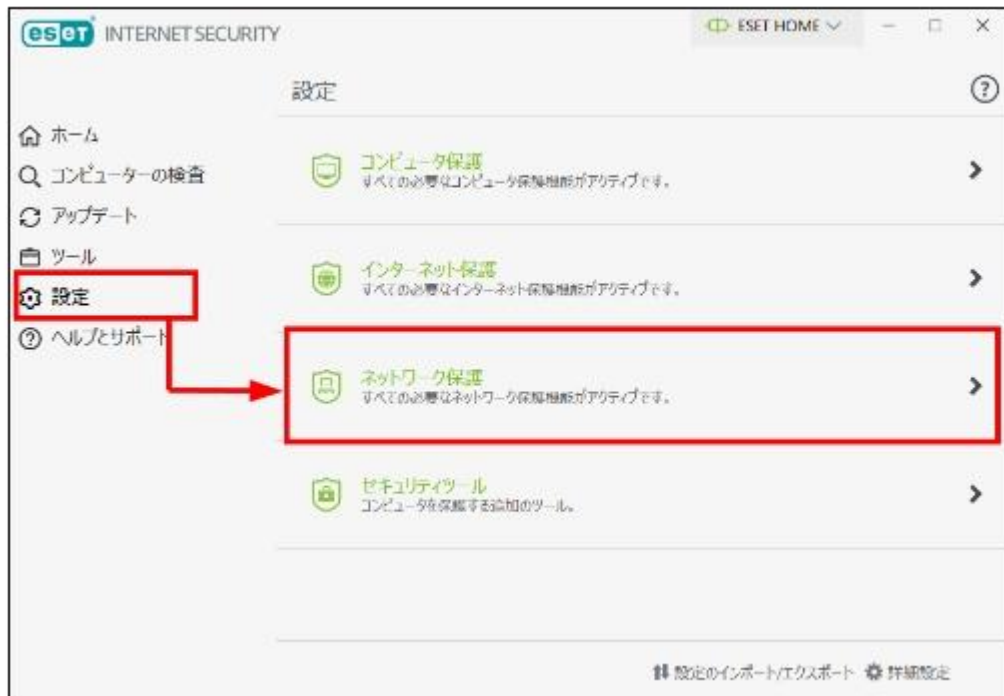 eset INTERNET SECURITY
ESET HOME
設定
ホーム
コンピューターの検査
アップデート
ツール
設定
ヘルプとサポート
コンピュータ保護
すべての必要なコンピュータ保護機能がアクティブです。
インターネット保護
すべての必要なインターネット保護機能がアクティブです。
ネットワーク保護
すべての必要なネットワーク保護機能がアクティブです。
セキュリティツール
コンピュータを保護する追加のツール。
設定のインポート/エクスポート 詳細設定